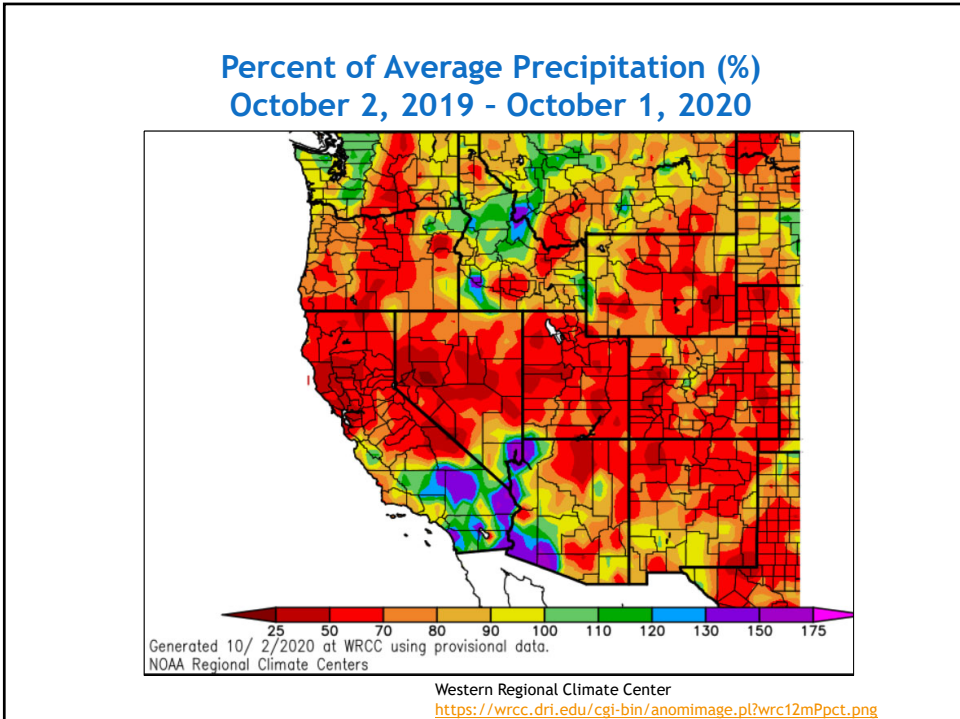 Percent of Average Precipitation (%)
October 2, 2019 – October 1, 2020
25 50 70 80 90 100 110 120 130 150 175
Generated 10/ 2/2020 at WRCC using provisional data.
NOAA Regional Climate Centers
Western Regional Climate Center
https://wrcc.dri.edu/cgi-bin/anomimage.pl?wrc12mPpct.png